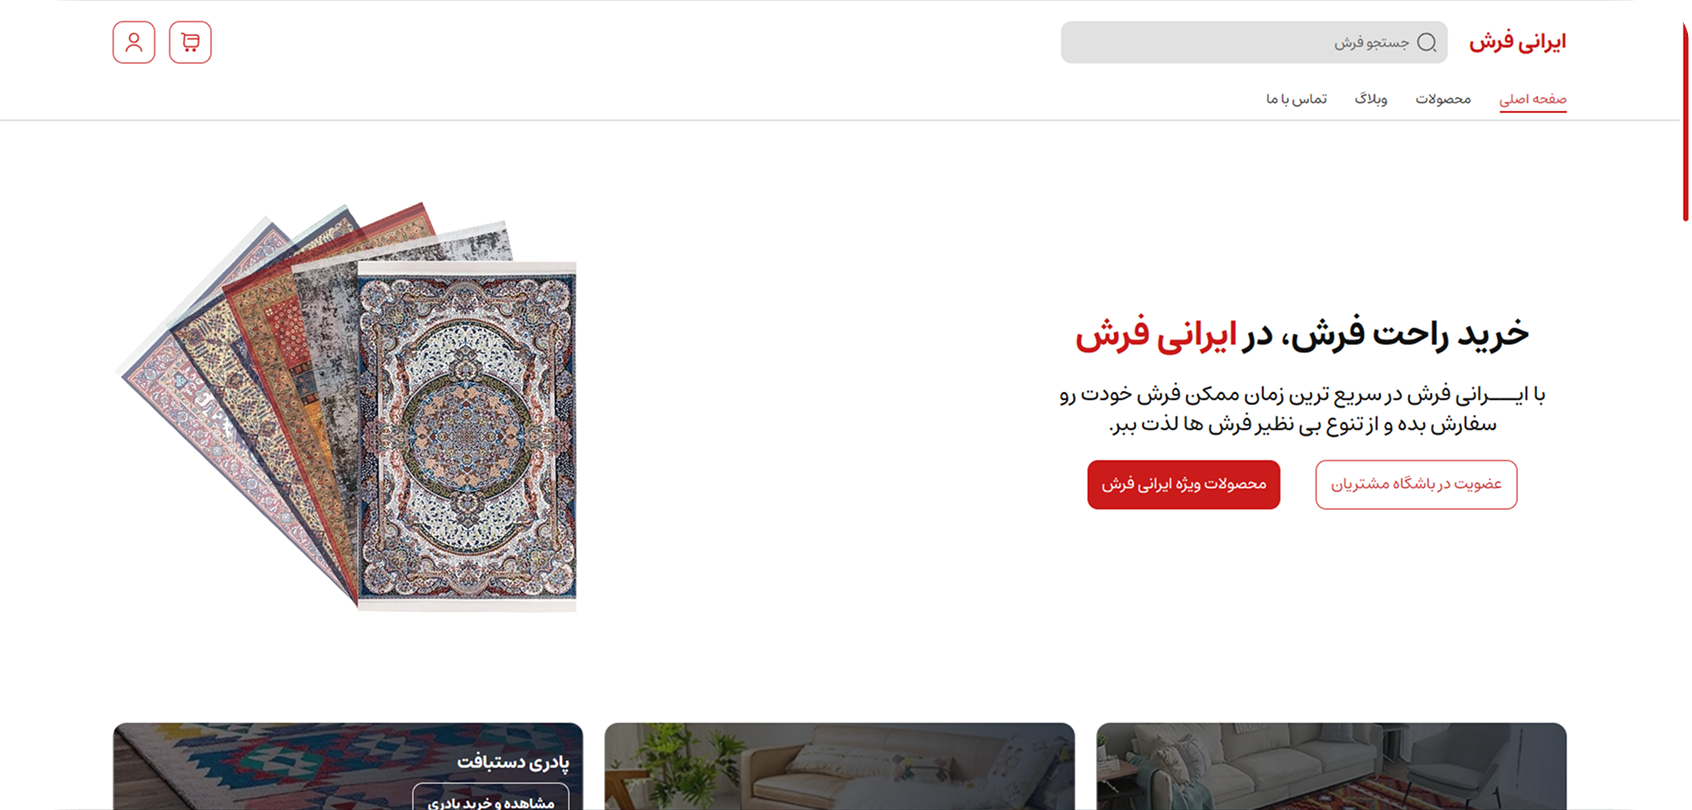 ایرانی فرش
جستجو فرش
صفحه اصلی
محصولات
وبلاگ
تماس با ما
خرید راحت فرش، در ایرانی فرش
با ایـــرانی فرش در سریع ترین زمان ممکن فرش خودت رو
سفارش بده و از تنوع بی نظیر فرش ها لذت ببر.
عضویت در باشگاه مشتریان
محصولات ویژه ایرانی فرش
پادری دستبافت
مشاهده و خرید پادری